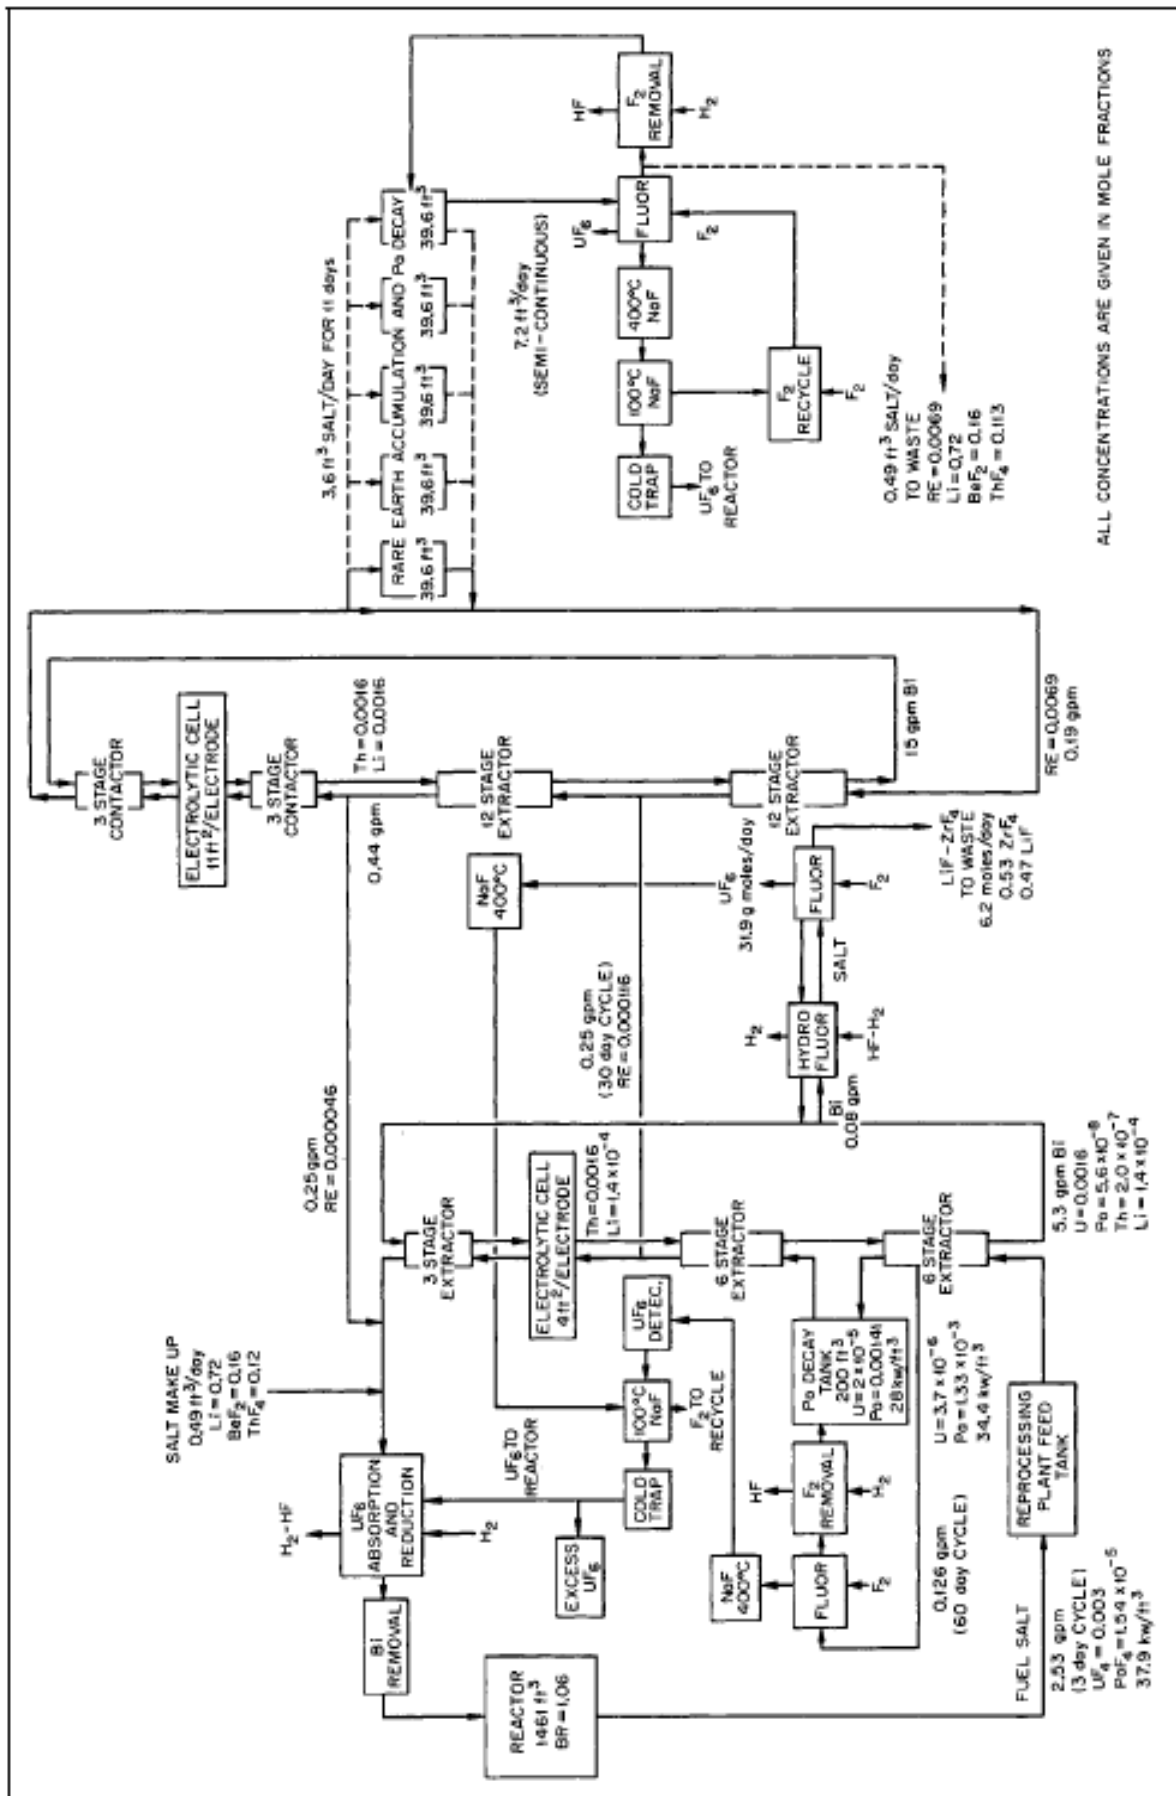 H₂-HF
SALT MAKE UP
0.49 ft³/day
Li=0.72
BeF₂=0.16
ThF₄=0.12
Bi
REMOVAL
UF₆
ABSORPTION
AND
REDUCTION
H₂
REACTOR
1461 ft³
BR=1.06
EXCESS
UF₆
UF₆ TO
REACTOR
0.25 gpm
RE=0.000046
0.44 gpm
3 STAGE
EXTRACTOR
ELECTROLYTIC CELL
4 ft²/ELECTRODE
Th=0.0016
Li=1.4×10⁻⁴
COLD
TRAP
100°C
NaF
UF₆
DETEC.
F₂ TO
RECYCLE
NaF
400°C
6 STAGE
EXTRACTOR
FLUOR
F₂
F₂
REMOVAL
HF
H₂
Pa DECAY
TANK
200 ft³
U=2×10⁻⁵
Pa=0.00141
28 kw/ft³
6 STAGE
EXTRACTOR
0.126 gpm
(60 day CYCLE)
U=3.7×10⁻⁶
Pa=1.33×10⁻³
34.4 kw/ft³
FUEL SALT
2.53 gpm
(3 day CYCLE)
UF₄=0.003
PaF₄=1.54×10⁻⁵
37.9 kw/ft³
REPROCESSING
PLANT FEED
TANK
5.3 gpm Bi
U=0.0016
Pa=5.6×10⁻⁸
Th=2.0×10⁻⁷
Li=1.4×10⁻⁴
NaF
400°C
0.25 gpm
(30 day CYCLE)
RE=0.000116
UF₆
31.9 g moles/day
H₂
HYDRO
FLUOR
HF-H₂
Bi
0.08 gpm
SALT
FLUOR
F₂
LiF-ZrF₄
TO WASTE
6.2 moles/day
0.53 ZrF₄
0.47 LiF
3 STAGE
CONTACTOR
ELECTROLYTIC CELL
11 ft²/ELECTRODE
3 STAGE
CONTACTOR
Th=0.0016
Li=0.0016
12 STAGE
EXTRACTOR
12 STAGE
EXTRACTOR
15 gpm Bi
RE=0.0069
0.19 gpm
3.6 ft³ SALT/DAY FOR 11 days
RARE EARTH ACCUMULATION AND Pa DECAY
39.6 ft³
39.6 ft³
39.6 ft³
39.6 ft³
39.6 ft³
7.2 ft³/day
(SEMI-CONTINUOUS)
COLD
TRAP
UF₆ TO
REACTOR
100°C
NaF
400°C
NaF
UF₆
FLUOR
F₂
HF
F₂
REMOVAL
H₂
F₂
RECYCLE
F₂
0.49 ft³ SALT/day
TO WASTE
RE=0.0069
Li=0.72
BeF₂=0.16
ThF₄=0.113
ALL CONCENTRATIONS ARE GIVEN IN MOLE FRACTIONS